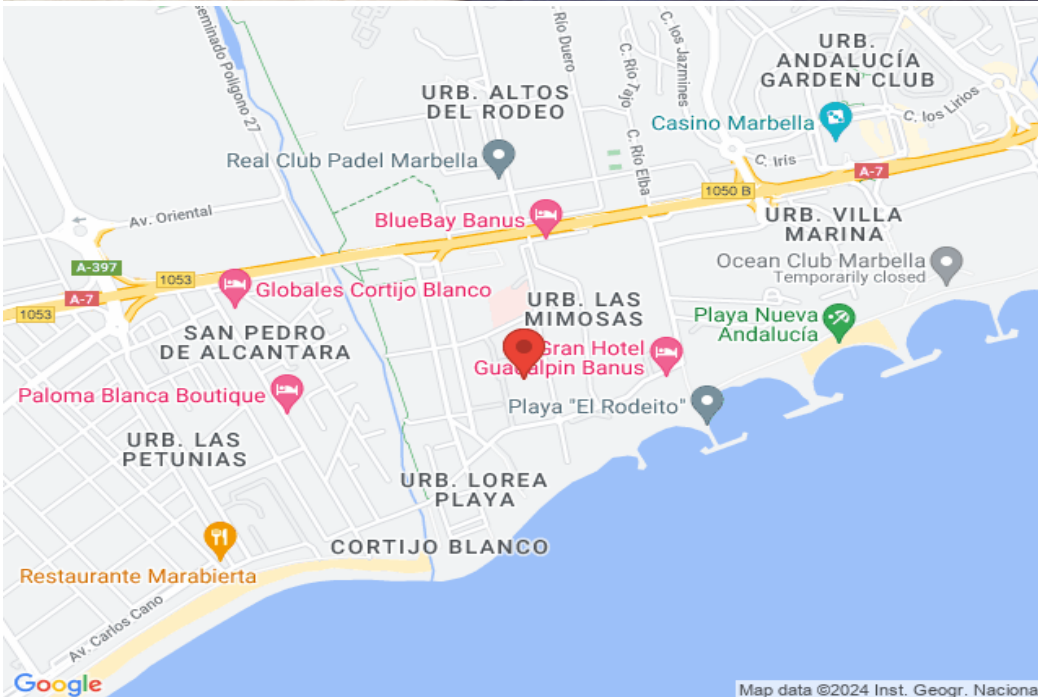 URB.
ANDALUCÍA
GARDEN CLUB
C. los Jazmines
C. Río Duero
C. Río Tajo
C. Río Elba
URB. ALTOS
DEL RODEO
Casino Marbella
C. los Lirios
C. Iris
Real Club Padel Marbella
A-7
1050 B
Av. Oriental
BlueBay Banus
URB. VILLA
MARINA
A-397
1053
A-7
1053
Globales Cortijo Blanco
Ocean Club Marbella
Temporarily closed
URB. LAS
MIMOSAS
Playa Nueva
Andalucía
SAN PEDRO
DE ALCANTARA
Gran Hotel
Guadalpin Banus
Paloma Blanca Boutique
Playa "El Rodeito"
URB. LAS
PETUNIAS
URB. LOREA
PLAYA
CORTIJO BLANCO
Restaurante Marabierta
Av. Carlos Cano
Google
Map data ©2024 Inst. Geogr. Naciona